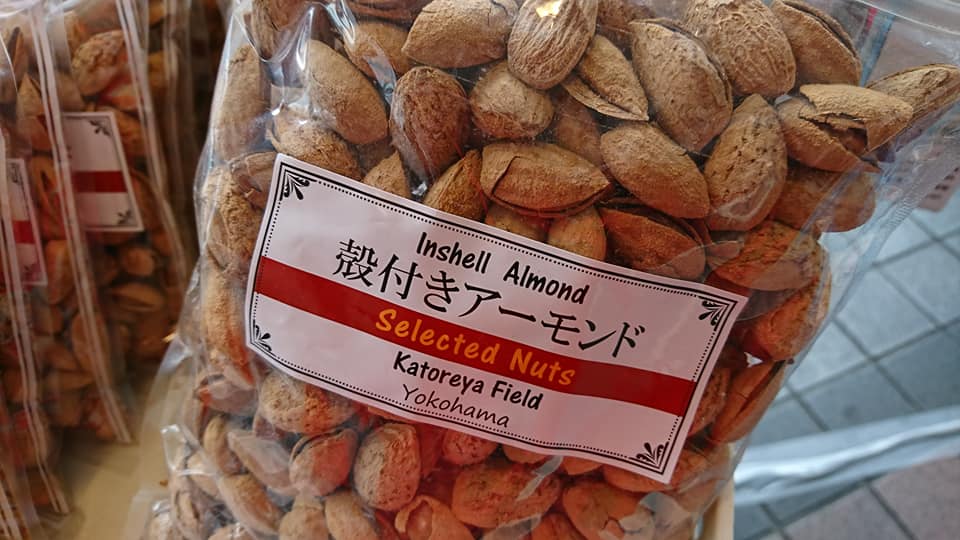 Inshell Almond
殻付きアーモンド
Selected Nuts
Katoreya Field
Yokohama